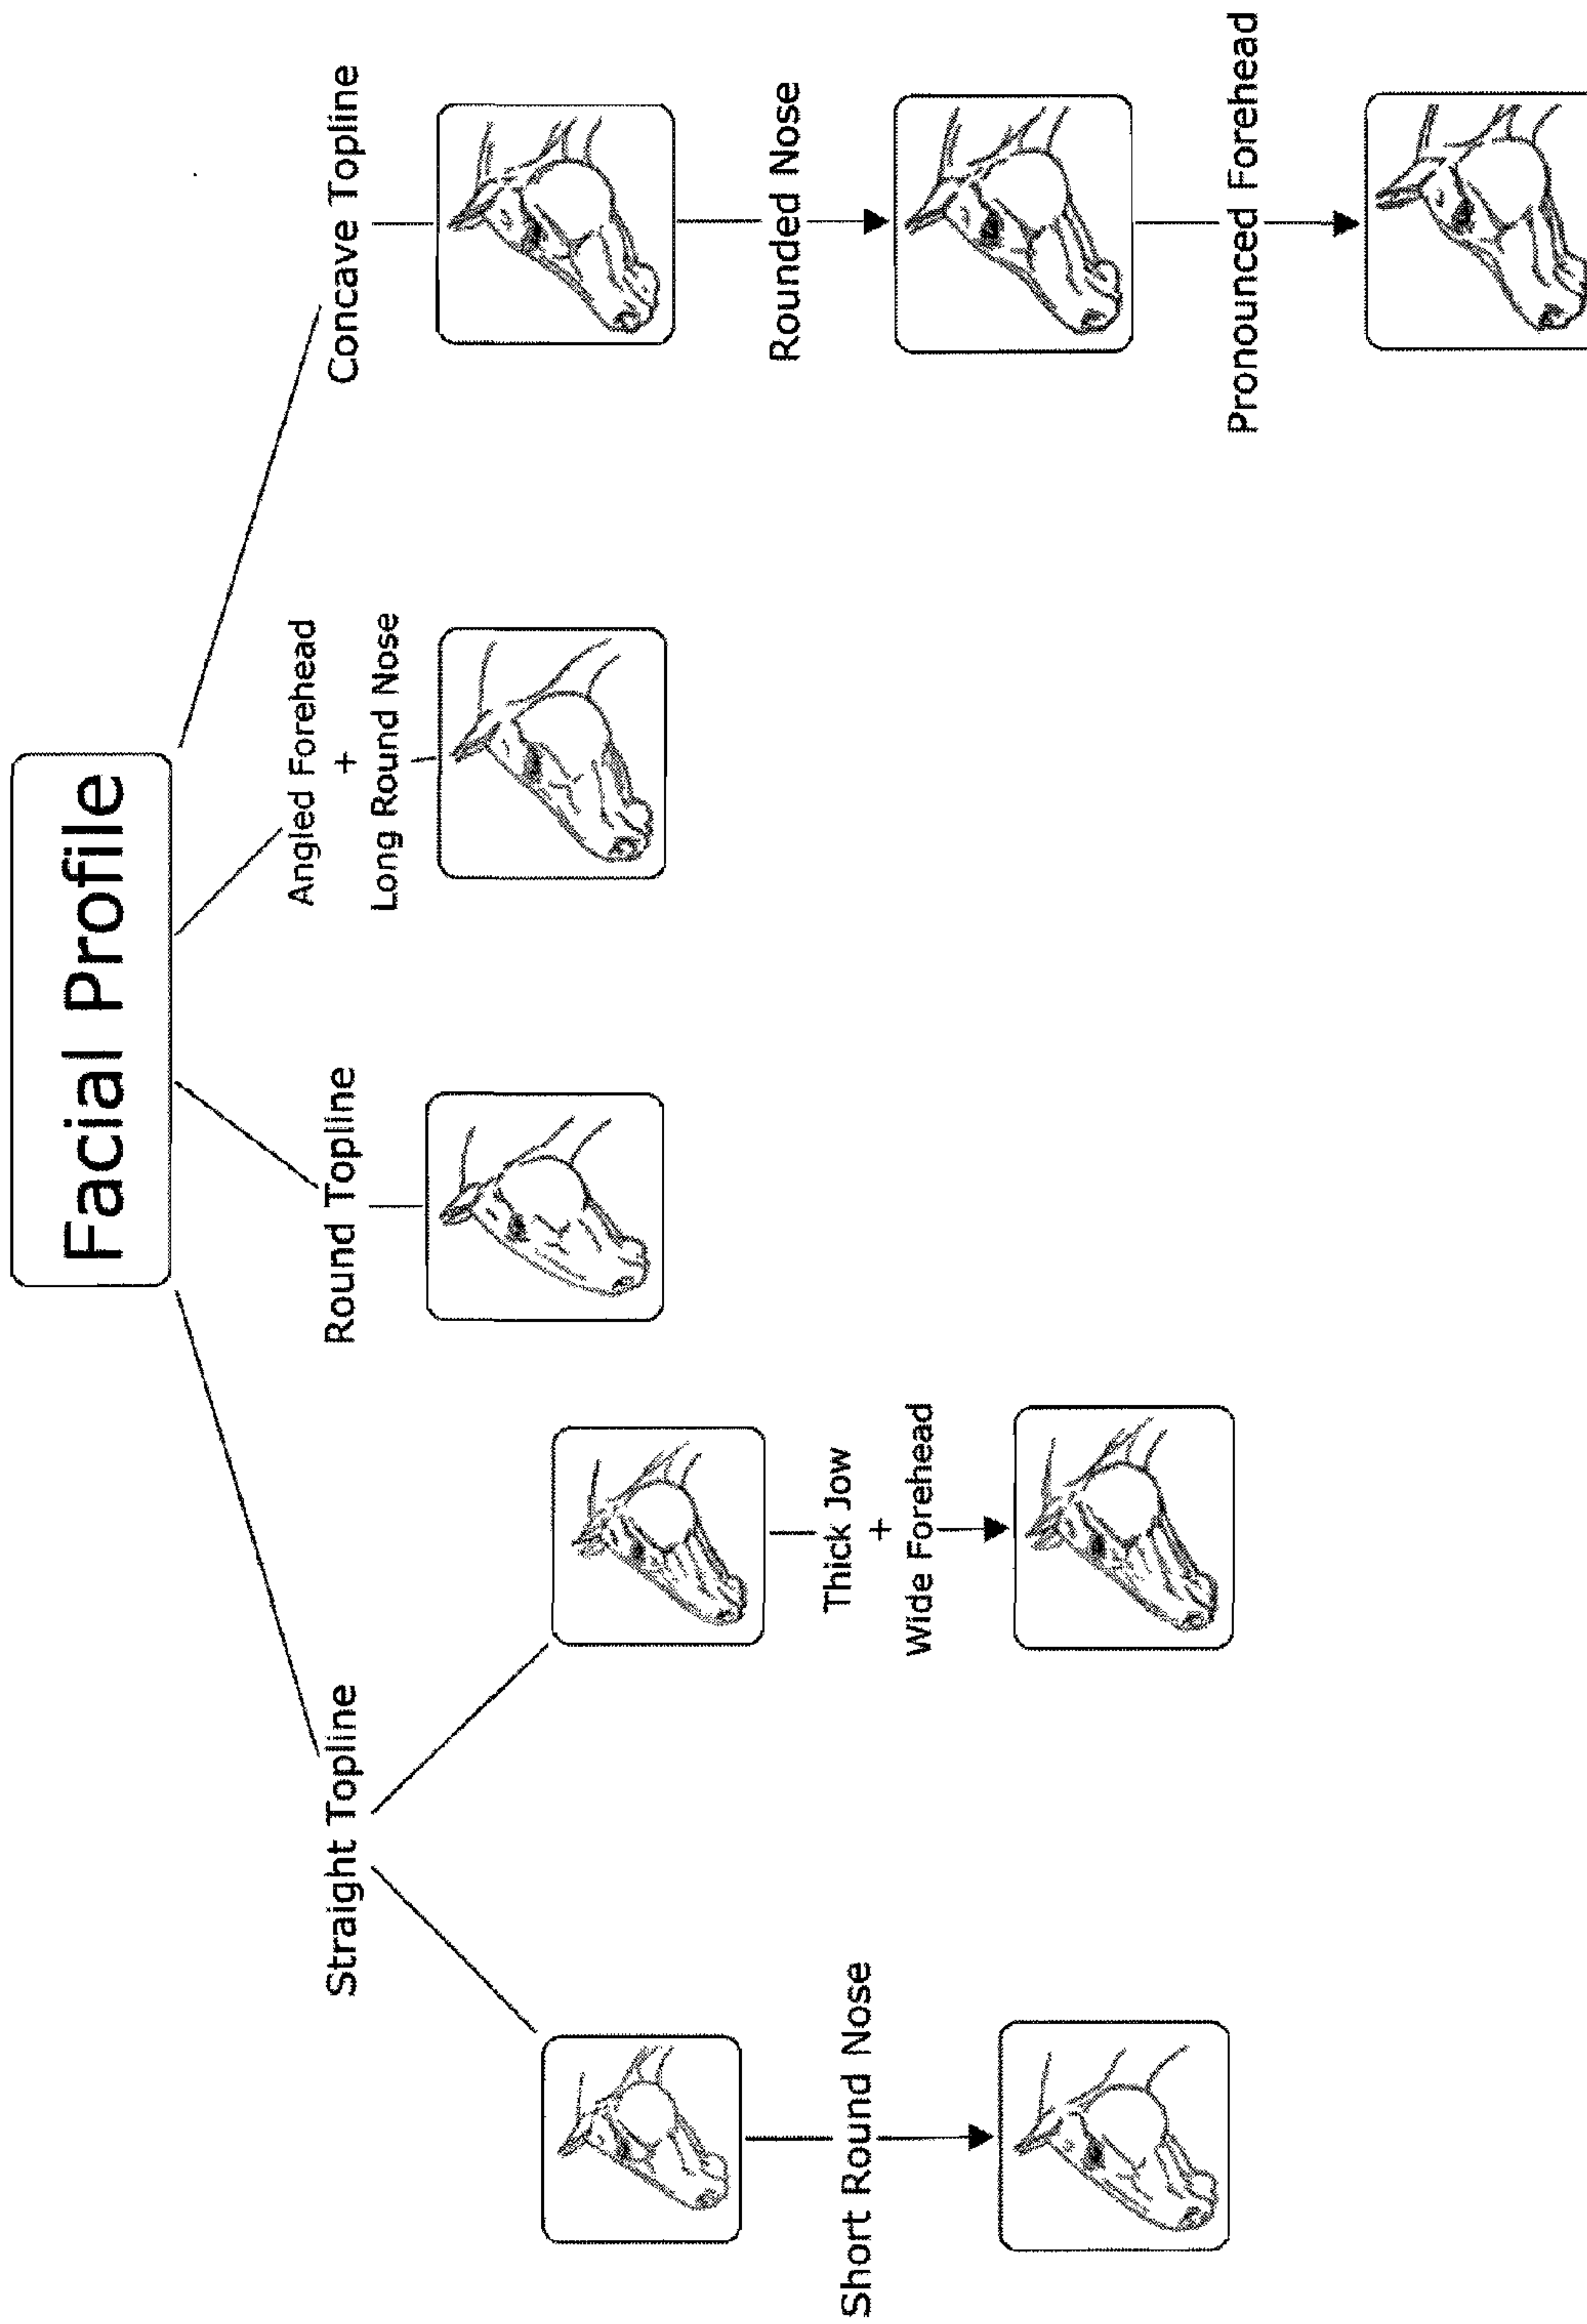 Facial Profile
Straight Topline
Round Topline
Angled Forehead
+
Long Round Nose
Concave Topline
Short Round Nose
Thick Jow
+
Wide Forehead
Rounded Nose
Pronounced Forehead